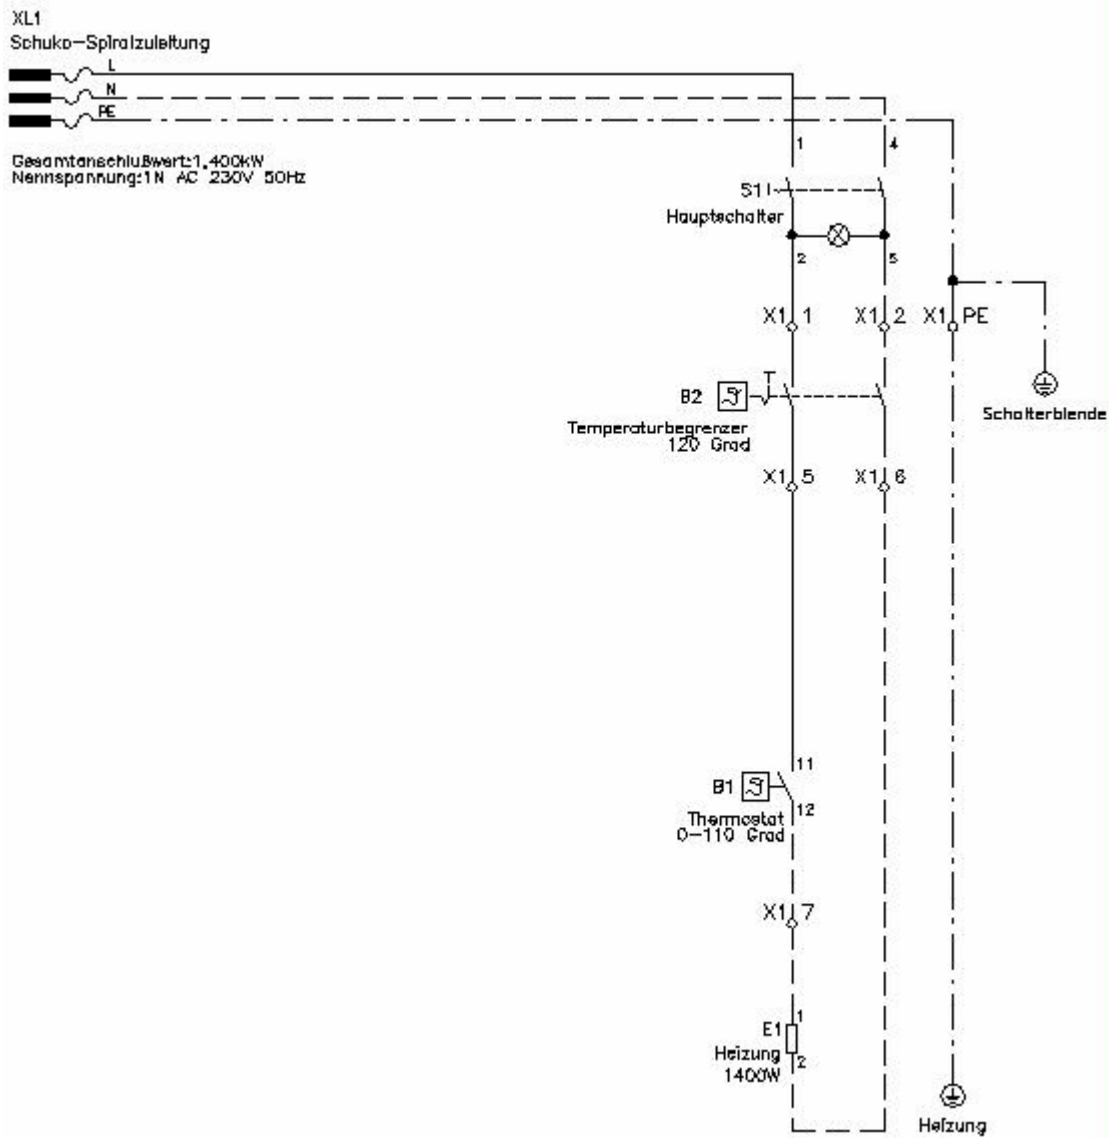 XL1
Schuko-Spiralzuleitung
L
N
PE
Gesamtanschlußwert:1,400kW
Nennspannung:1N AC 230V 50Hz
1
4
S1
Hauptschalter
2
5
X1 1
X1 2
X1 PE
B2
T
Temperaturbegrenzer
120 Grad
Schalterblende
X1 5
X1 6
11
B1
12
Thermostat
0-110 Grad
X1 7
1
E1
Heizung
2
1400W
Heizung